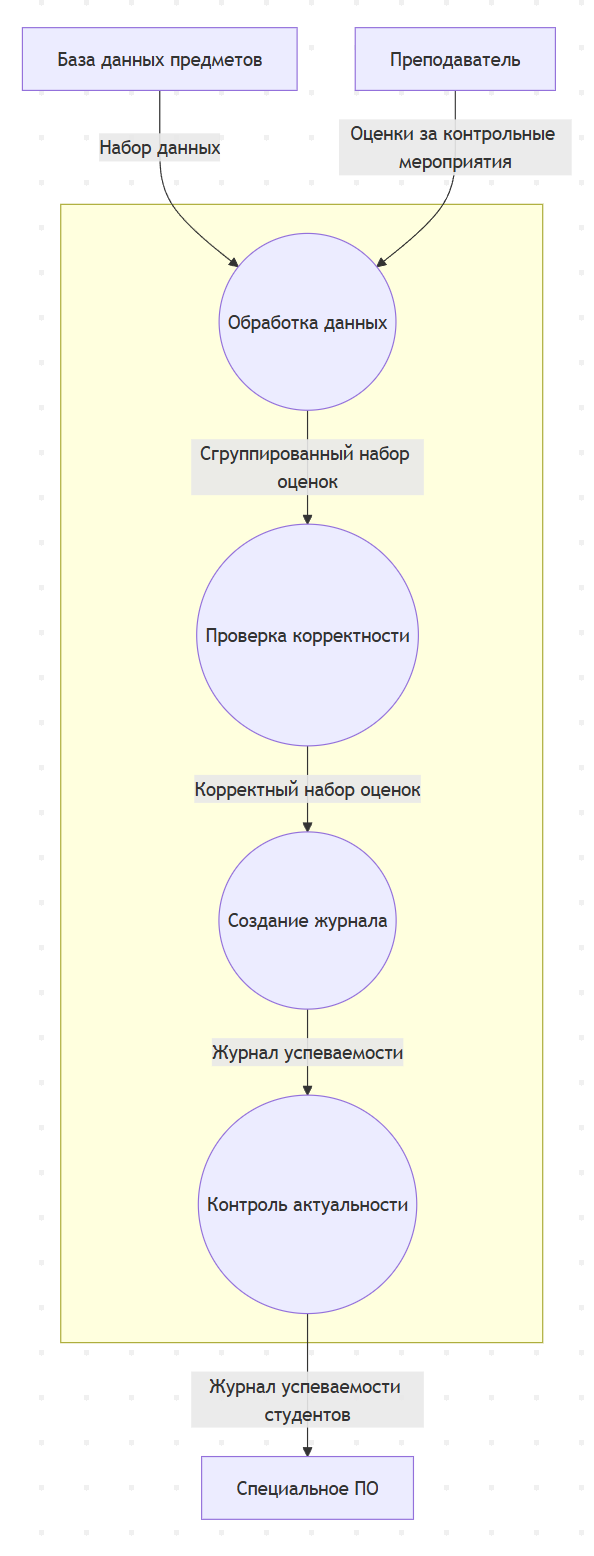 База данных предметов
Преподаватель
Набор данных
Оценки за контрольные
мероприятия
Обработка данных
Сгруппированный набор
оценок
Проверка корректности
Корректный набор оценок
Создание журнала
Журнал успеваемости
Контроль актуальности
Журнал успеваемости
студентов
Специальное ПО